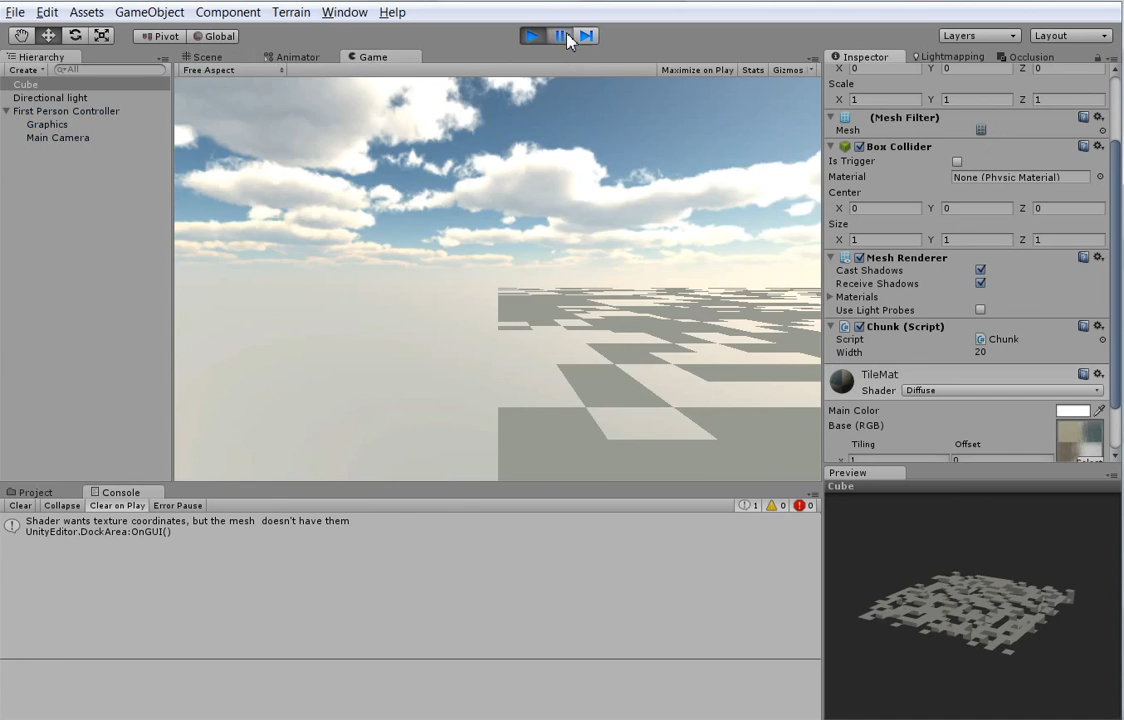 File Edit Assets GameObject Component Terrain Window Help
Pivot Global Layers Layout
Hierarchy Scene Animator Game Inspector Lightmapping Occlusion
Create All Free Aspect Maximize on Play Stats Gizmos X 0 Y 0 Z 0
Cube Scale
Directional light X 1 Y 1 Z 1
First Person Controller (Mesh Filter)
Graphics Mesh
Main Camera Box Collider
Is Trigger
Material None (Physic Material)
Center
X 0 Y 0 Z 0
Size
X 1 Y 1 Z 1
Mesh Renderer
Cast Shadows
Receive Shadows
Materials
Use Light Probes
Chunk (Script)
Script Chunk
Width 20
TileMat
Shader Diffuse
Main Color
Base (RGB)
Tiling Offset
Preview
Cube
Project Console
Clear Collapse Clear on Play Error Pause 1 0 0
Shader wants texture coordinates, but the mesh  doesn't have them
UnityEditor.DockArea:OnGUI()